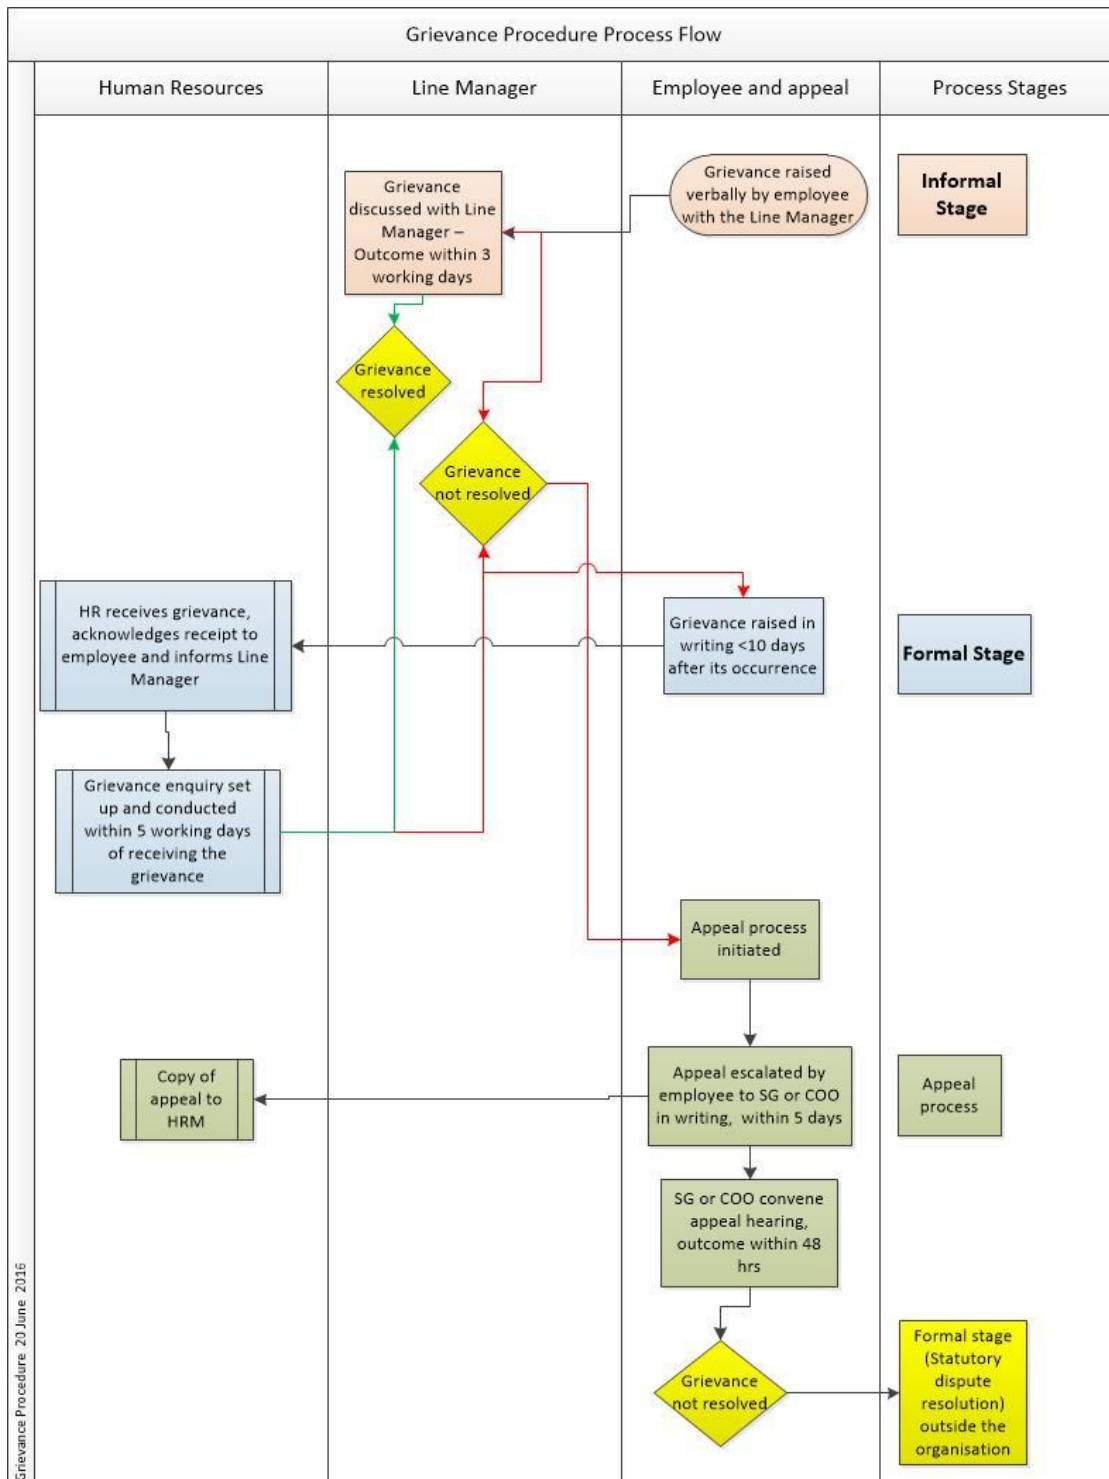 Grievance Procedure Process Flow
Human Resources
Line Manager
Employee and appeal
Process Stages
Grievance raised
verbally by employee
with the Line Manager
Informal
Stage
Grievance
discussed with Line
Manager –
Outcome within 3
working days
Grievance
resolved
Grievance
not resolved
HR receives grievance,
acknowledges receipt to
employee and informs Line
Manager
Grievance raised in
writing <10 days
after its occurrence
Formal Stage
Grievance enquiry set
up and conducted
within 5 working days
of receiving the
grievance
Appeal process
initiated
Copy of
appeal to
HRM
Appeal escalated by
employee to SG or COO
in writing, within 5 days
Appeal
process
SG or COO convene
appeal hearing,
outcome within 48
hrs
Grievance
not resolved
Formal stage
(Statutory
dispute
resolution)
outside the
organisation
Grievance Procedure 20 June 2016